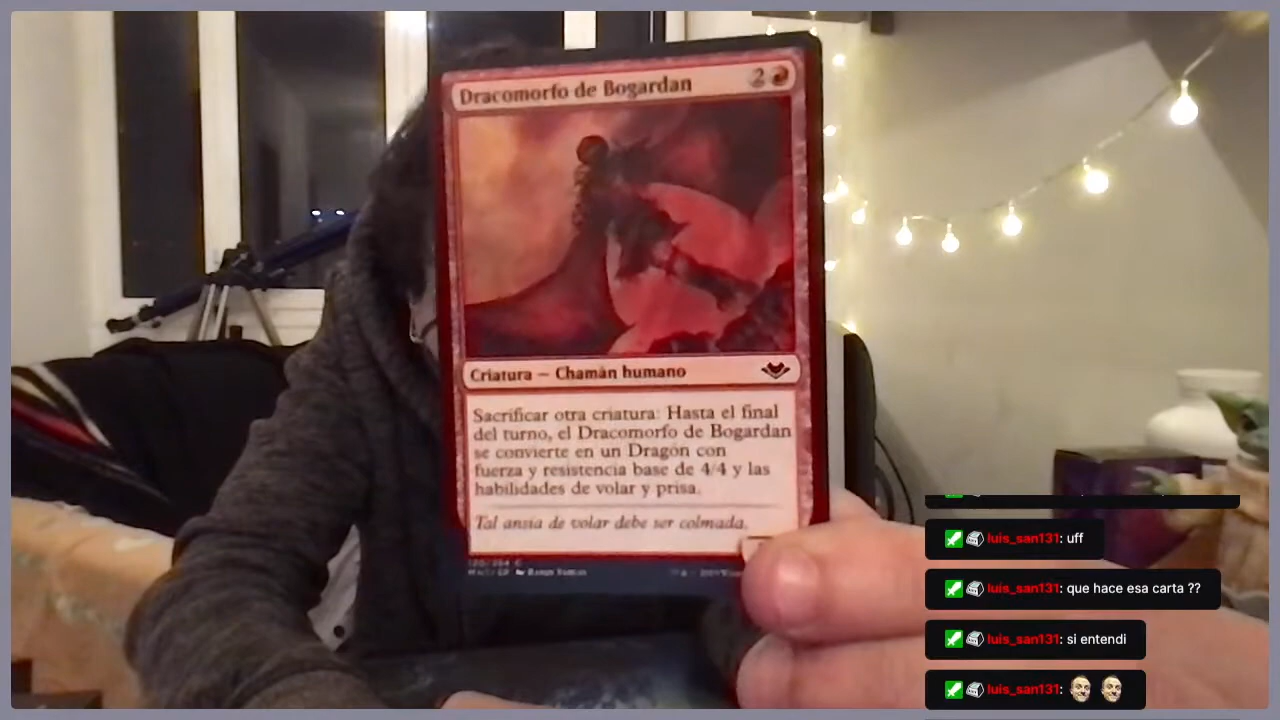 Dracomorfo de Bogardan
2
Criatura — Chamán humano
Sacrificar otra criatura: Hasta el final
del turno, el Dracomorfo de Bogardan
se convierte en un Dragón con
fuerza y resistencia base de 4/4 y las
habilidades de volar y prisa.
Tal ansia de volar debe ser colmada.
luis_san131: uff
luis_san131: que hace esa carta ??
luis_san131: si entendi
luis_san131: